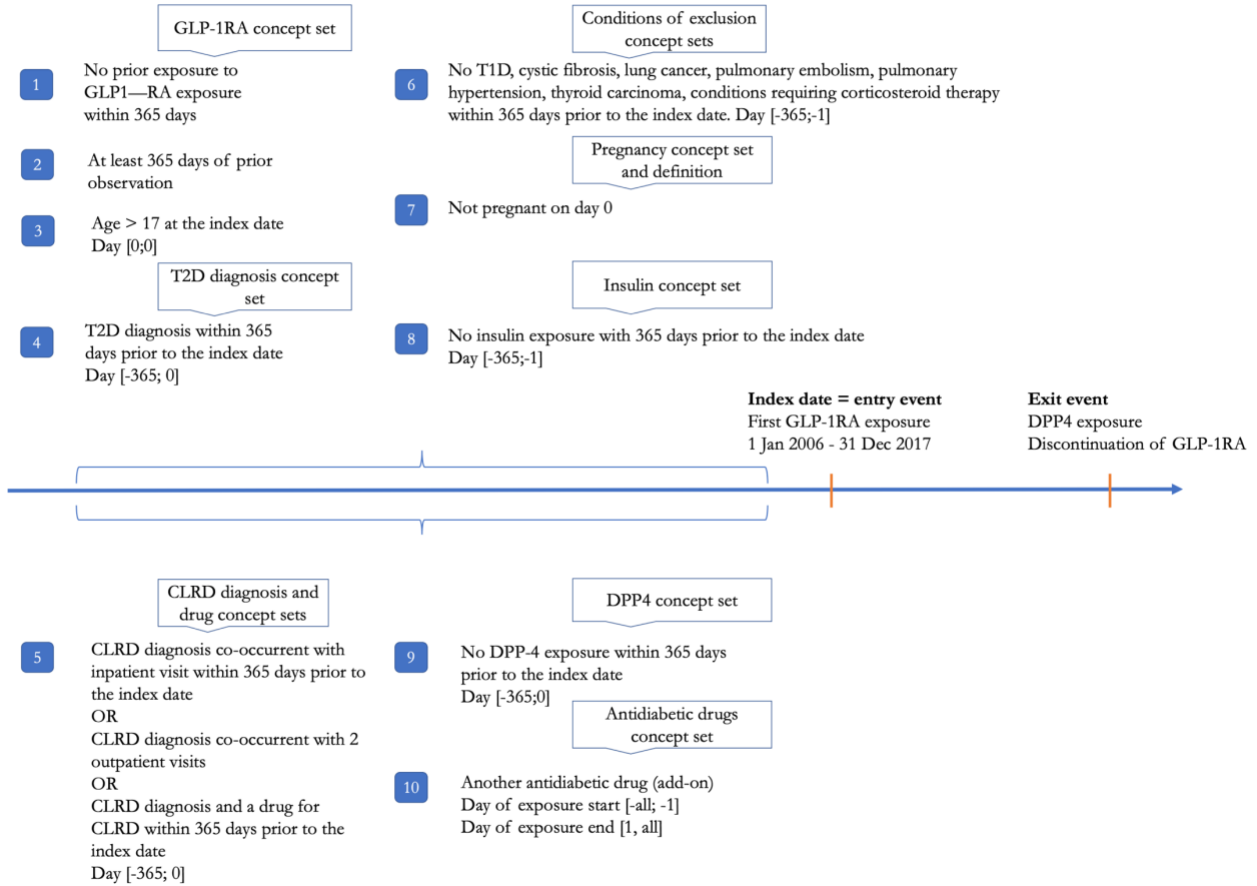 GLP-1RA concept set
1
No prior exposure to
GLP1—RA exposure
within 365 days
2
At least 365 days of prior
observation
3
Age > 17 at the index date
Day [0;0]
T2D diagnosis concept
set
4
T2D diagnosis within 365
days prior to the index date
Day [-365; 0]
Conditions of exclusion
concept sets
6
No T1D, cystic fibrosis, lung cancer, pulmonary embolism, pulmonary
hypertension, thyroid carcinoma, conditions requiring corticosteroid therapy
within 365 days prior to the index date. Day [-365;-1]
Pregnancy concept set
and definition
7
Not pregnant on day 0
Insulin concept set
8
No insulin exposure with 365 days prior to the index date
Day [-365;-1]
Index date = entry event
First GLP-1RA exposure
1 Jan 2006 - 31 Dec 2017
Exit event
DPP4 exposure
Discontinuation of GLP-1RA
CLRD diagnosis and
drug concept sets
5
CLRD diagnosis co-occurrent with
inpatient visit within 365 days prior to
the index date
OR
CLRD diagnosis co-occurrent with 2
outpatient visits
OR
CLRD diagnosis and a drug for
CLRD within 365 days prior to the
index date
Day [-365; 0]
DPP4 concept set
9
No DPP-4 exposure within 365 days
prior to the index date
Day [-365;0]
Antidiabetic drugs
concept set
10
Another antidiabetic drug (add-on)
Day of exposure start [-all; -1]
Day of exposure end [1, all]